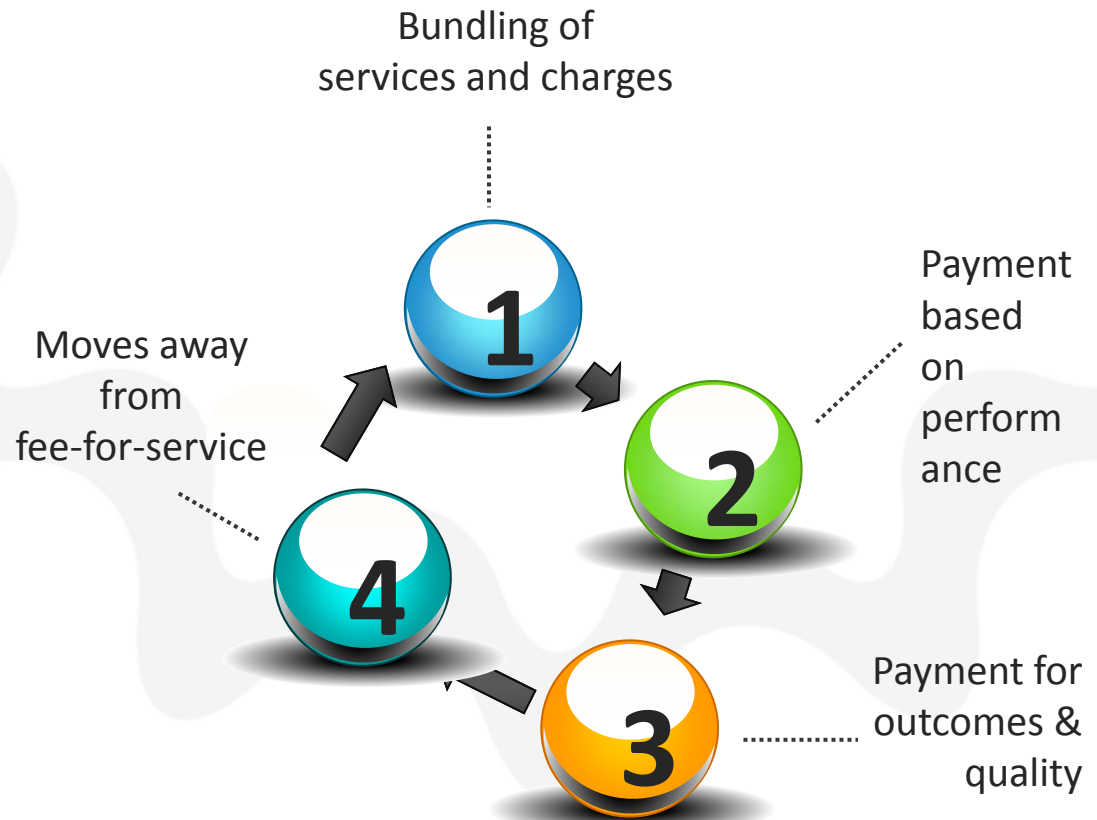 Bundling of
services and charges
1
Payment
based
on
perform
ance
2
Payment for
outcomes &
quality
3
Moves away
from
fee-for-service
4